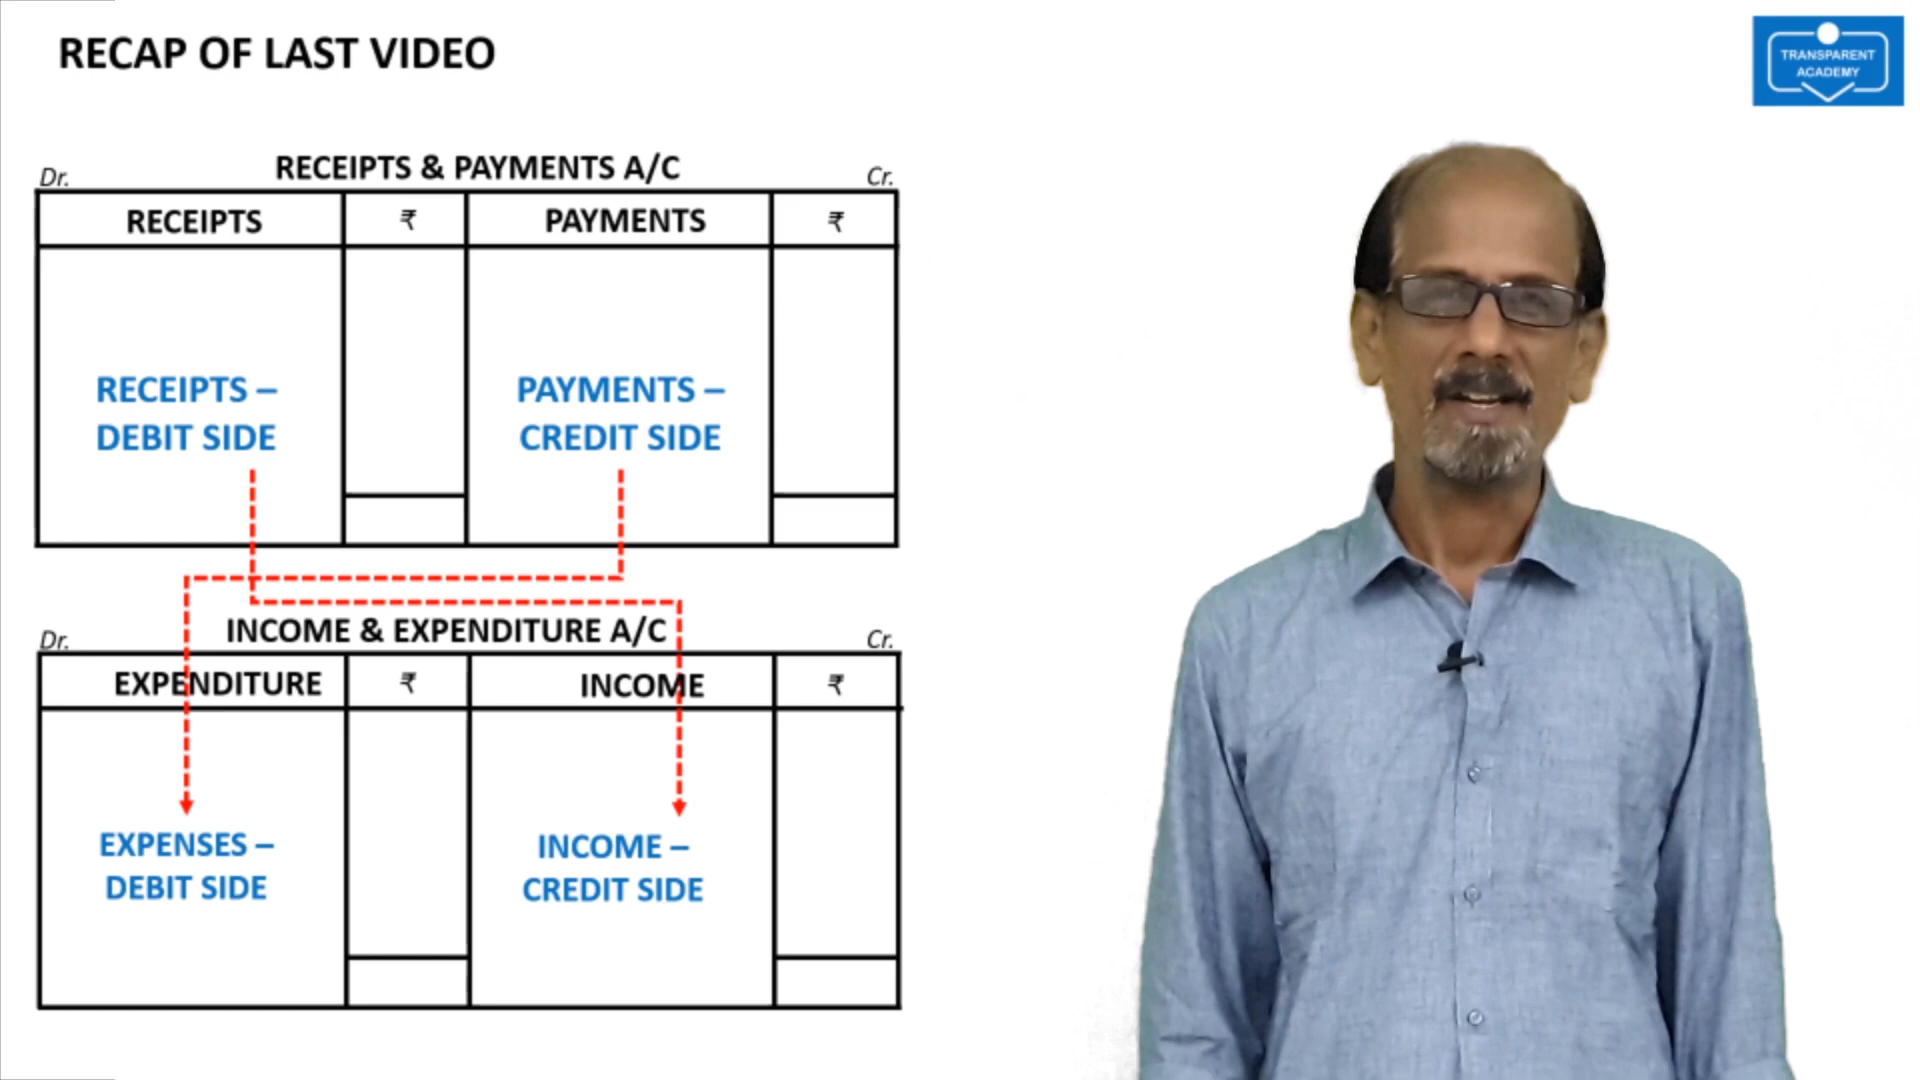 RECAP OF LAST VIDEO
TRANSPARENT
ACADEMY
RECEIPTS & PAYMENTS A/C
Dr.
Cr.
RECEIPTS ₹ PAYMENTS ₹
RECEIPTS –
DEBIT SIDE
PAYMENTS –
CREDIT SIDE
INCOME & EXPENDITURE A/C
Dr.
Cr.
EXPENDITURE ₹ INCOME ₹
EXPENSES –
DEBIT SIDE
INCOME –
CREDIT SIDE